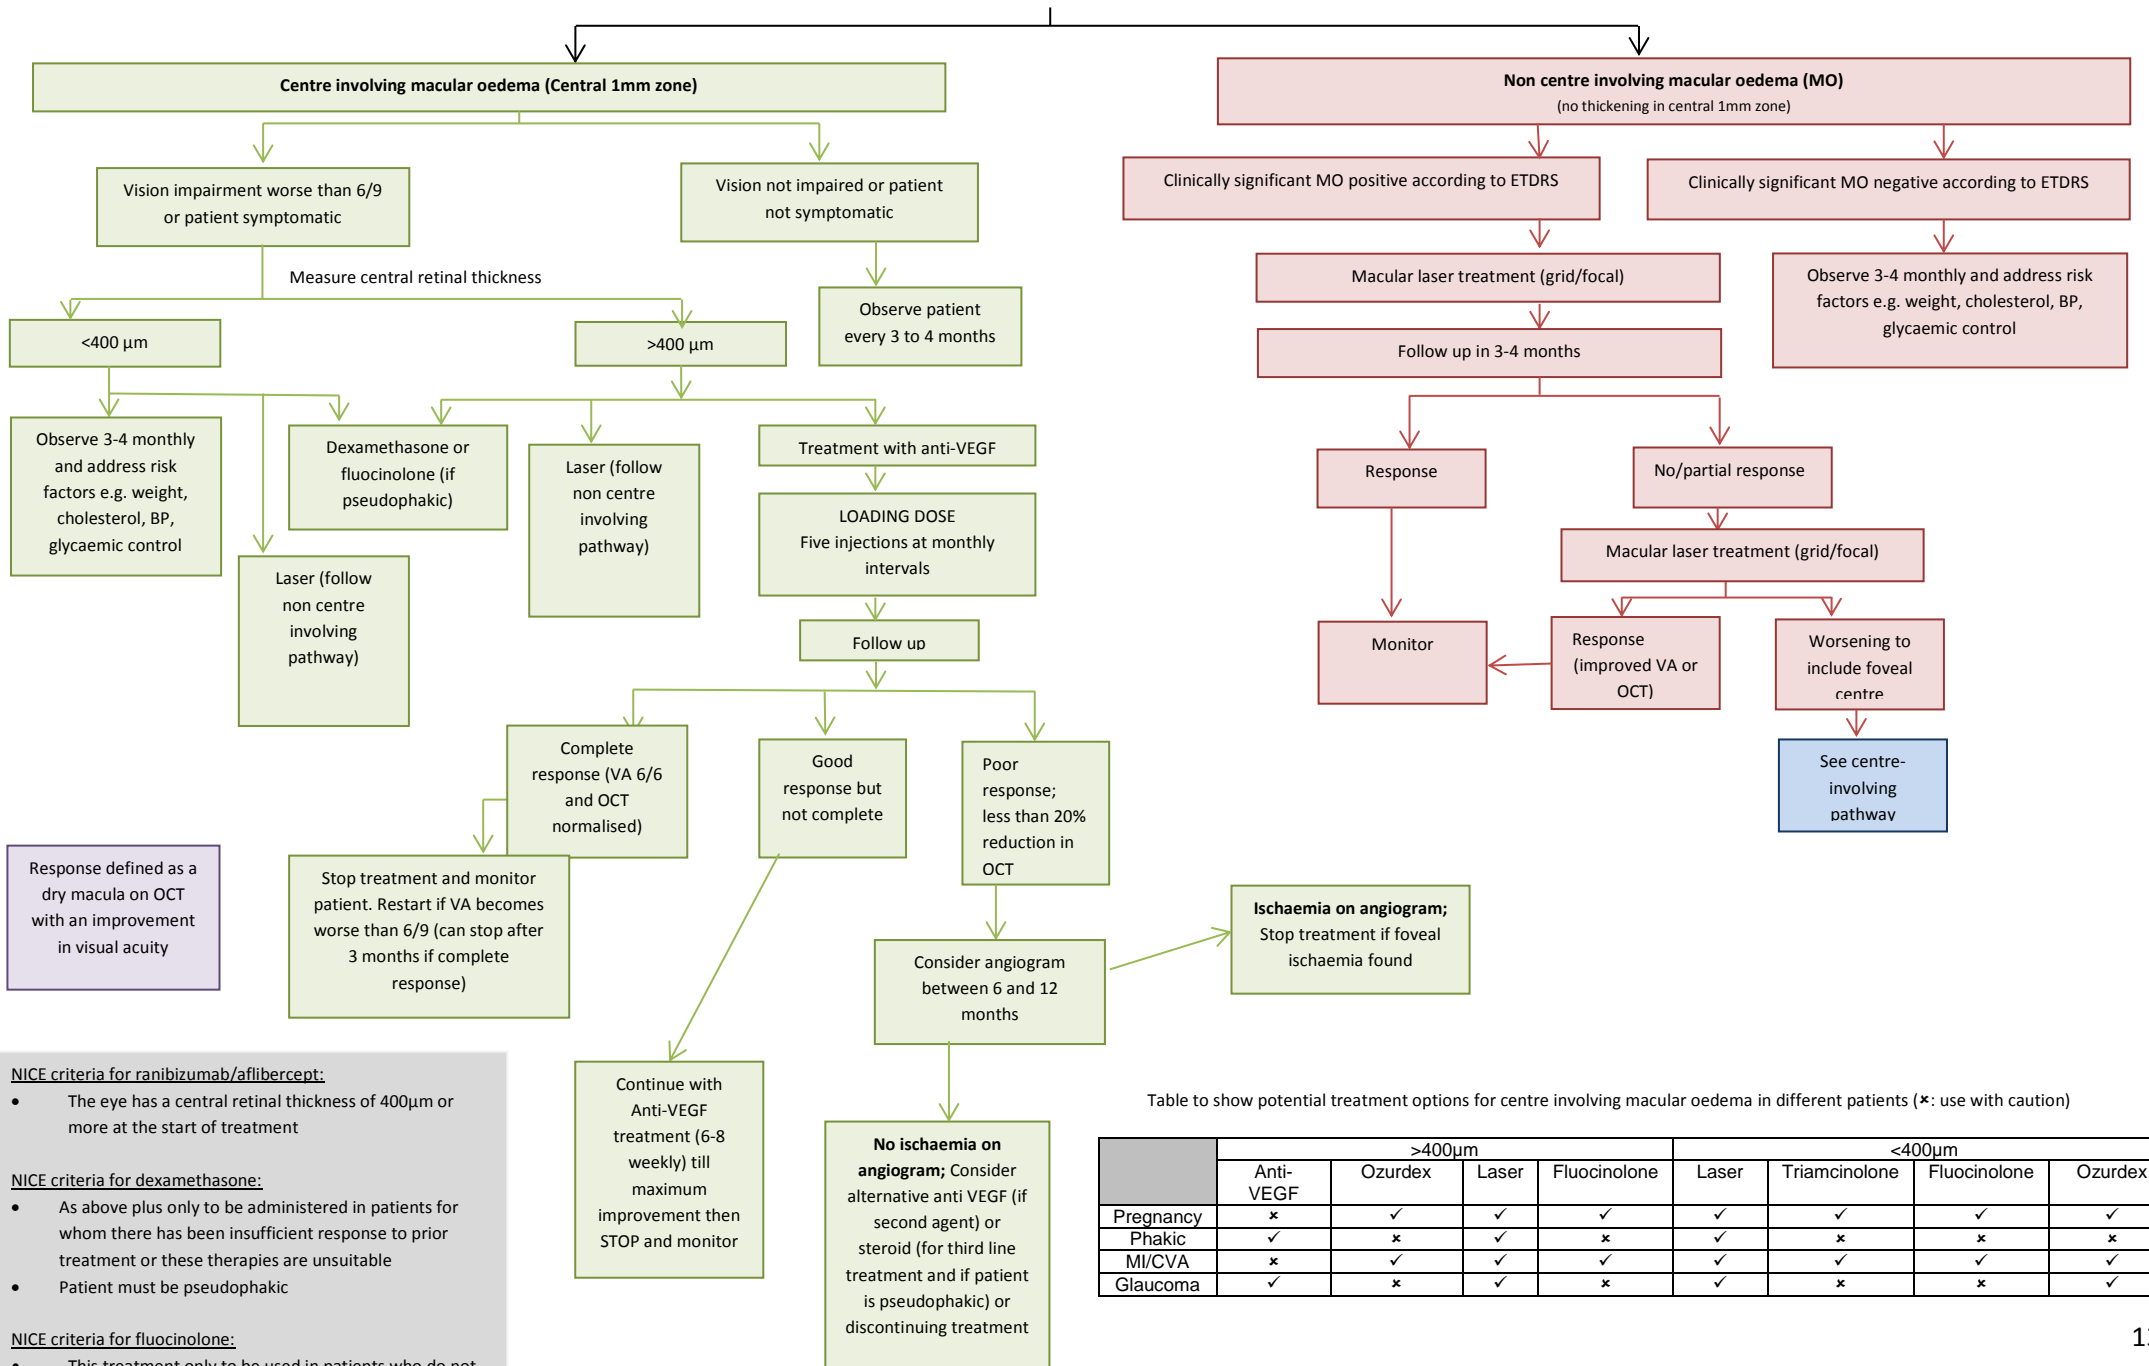 Centre involving macular oedema (Central 1mm zone)
Vision impairment worse than 6/9
or patient symptomatic
Vision not impaired or patient
not symptomatic
Measure central retinal thickness
Observe patient
every 3 to 4 months
<400 µm
>400 µm
Observe 3-4 monthly
and address risk
factors e.g. weight,
cholesterol, BP,
glycaemic control
Laser (follow
non centre
involving
pathway)
Dexamethasone or
fluocinolone (if
pseudophakic)
Laser (follow
non centre
involving
pathway)
Treatment with anti-VEGF
LOADING DOSE
Five injections at monthly
intervals
Follow up
Complete
response (VA 6/6
and OCT
normalised)
Good
response but
not complete
Poor
response;
less than 20%
reduction in
OCT
Stop treatment and monitor
patient. Restart if VA becomes
worse than 6/9 (can stop after
3 months if complete
response)
Continue with
Anti-VEGF
treatment (6-8
weekly) till
maximum
improvement then
STOP and monitor
Consider angiogram
between 6 and 12
months
Ischaemia on angiogram;
Stop treatment if foveal
ischaemia found
No ischaemia on
angiogram; Consider
alternative anti VEGF (if
second agent) or
steroid (for third line
treatment and if patient
is pseudophakic) or
discontinuing treatment
Non centre involving macular oedema (MO)
(no thickening in central 1mm zone)
Clinically significant MO positive according to ETDRS
Clinically significant MO negative according to ETDRS
Macular laser treatment (grid/focal)
Observe 3-4 monthly and address risk
factors e.g. weight, cholesterol, BP,
glycaemic control
Follow up in 3-4 months
Response
No/partial response
Macular laser treatment (grid/focal)
Monitor
Response
(improved VA or
OCT)
Worsening to
include foveal
centre
See centre-
involving
pathway
Response defined as a
dry macula on OCT
with an improvement
in visual acuity
NICE criteria for ranibizumab/aflibercept:
• The eye has a central retinal thickness of 400µm or
more at the start of treatment
NICE criteria for dexamethasone:
• As above plus only to be administered in patients for
whom there has been insufficient response to prior
treatment or these therapies are unsuitable
• Patient must be pseudophakic
NICE criteria for fluocinolone:
• This treatment only to be used in patients who do not
Table to show potential treatment options for centre involving macular oedema in different patients (×: use with caution)
>400µm <400µm
Anti-
VEGF Ozurdex Laser Fluocinolone Laser Triamcinolone Fluocinolone Ozurdex
Pregnancy × ✓ ✓ ✓ ✓ ✓ ✓ ✓
Phakic ✓ × ✓ × ✓ × × ×
MI/CVA × ✓ ✓ ✓ ✓ ✓ ✓ ✓
Glaucoma ✓ × ✓ × ✓ × × ✓